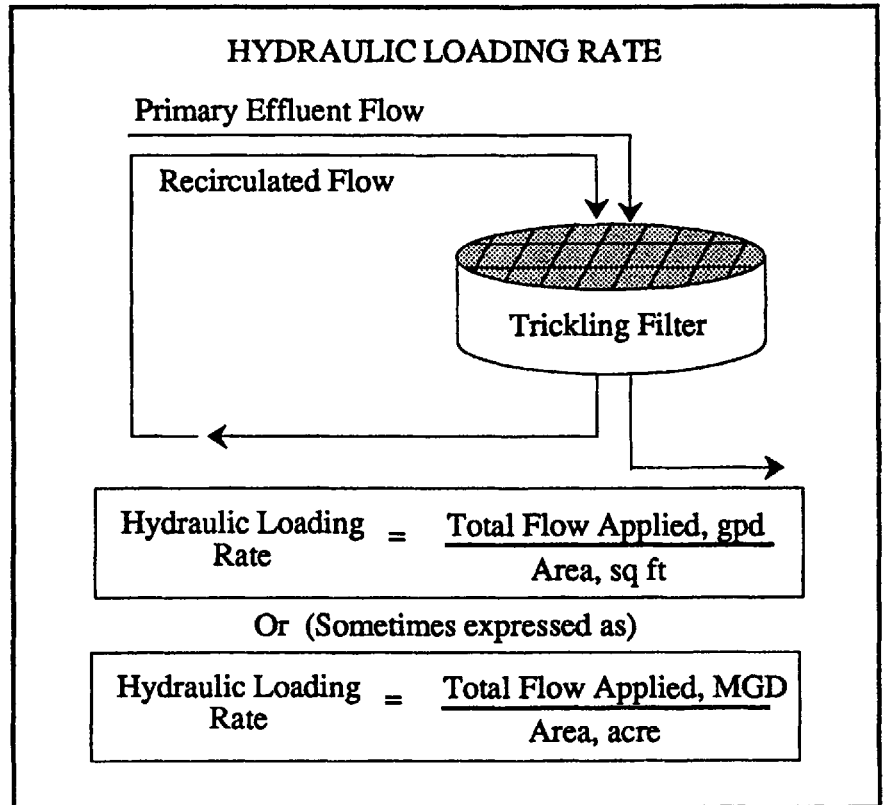 HYDRAULIC LOADING RATE
Primary Effluent Flow
Recirculated Flow
Trickling Filter
Hydraulic Loading Rate = Total Flow Applied, gpd
Area, sq ft
Or (Sometimes expressed as)
Hydraulic Loading Rate = Total Flow Applied, MGD
Area, acre